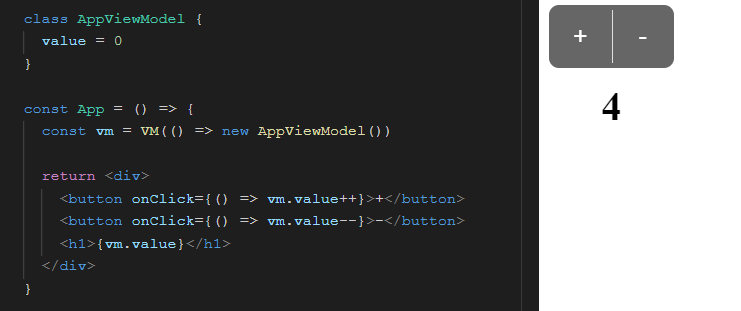 class AppViewModel {
  value = 0
}

const App = () => {
  const vm = VM(() => new AppViewModel())

  return <div>
    <button onClick={() => vm.value++}>+</button>
    <button onClick={() => vm.value--}>-</button>
    <h1>{vm.value}</h1>
  </div>
}
+ -
4